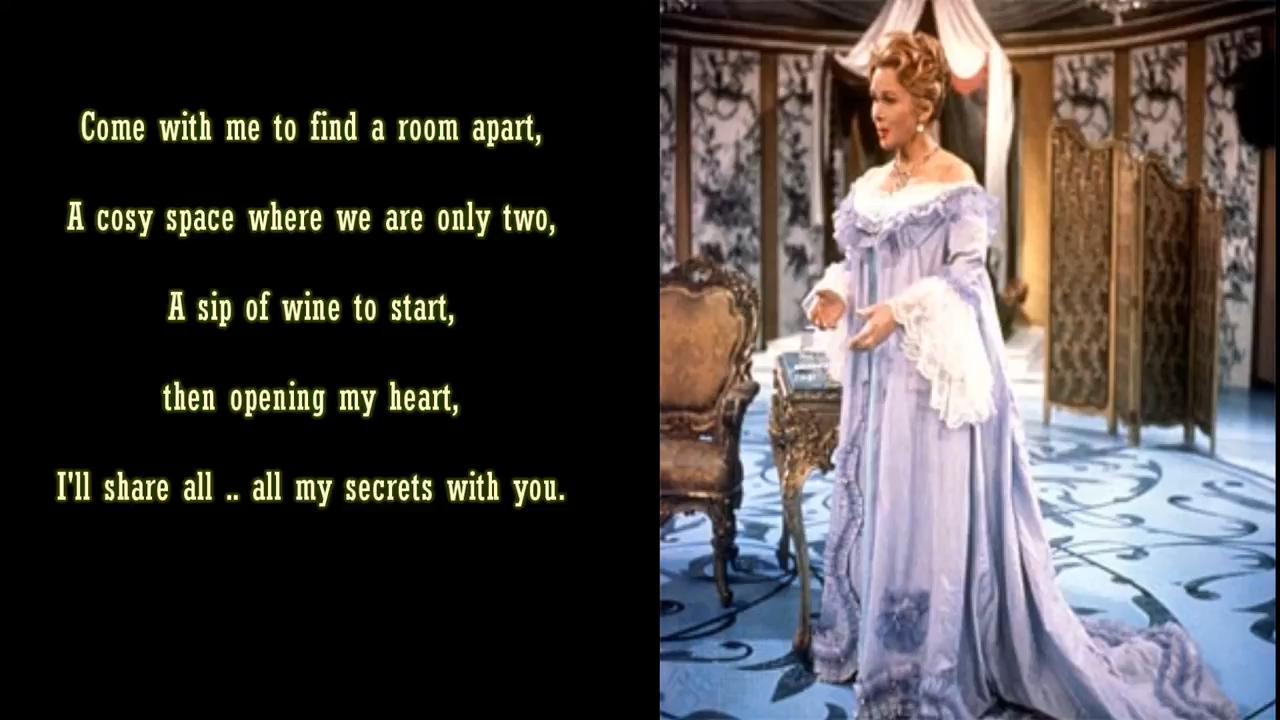 Come with me to find a room apart,
A cosy space where we are only two,
A sip of wine to start,
then opening my heart,
I'll share all .. all my secrets with you.